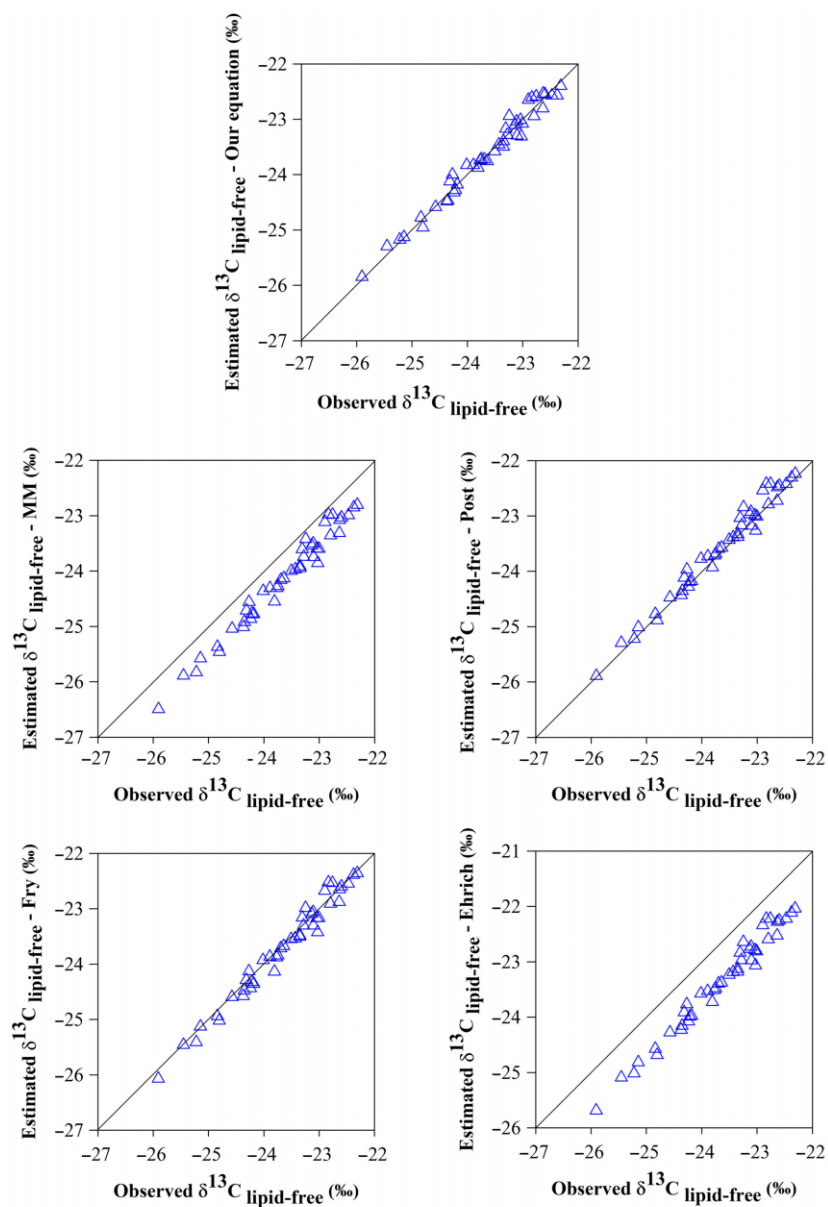 Estimated δ13C lipid-free - Our equation (‰)
−22
−23
−24
−25
−26
−27
−27 −26 −25 −24 −23 −22
Observed δ13C lipid-free (‰)
Estimated δ13C lipid-free - MM (‰)
−22
−23
−24
−25
−26
−27
−27 −26 −25 −24 −23 −22
Observed δ13C lipid-free (‰)
Estimated δ13C lipid-free - Post (‰)
−22
−23
−24
−25
−26
−27
−27 −26 −25 −24 −23 −22
Observed δ13C lipid-free (‰)
Estimated δ13C lipid-free - Fry (‰)
−22
−23
−24
−25
−26
−27
−27 −26 −25 −24 −23 −22
Observed δ13C lipid-free (‰)
Estimated δ13C lipid-free - Ehrich (‰)
−21
−22
−23
−24
−25
−26
−27 −26 −25 −24 −23 −22
Observed δ13C lipid-free (‰)